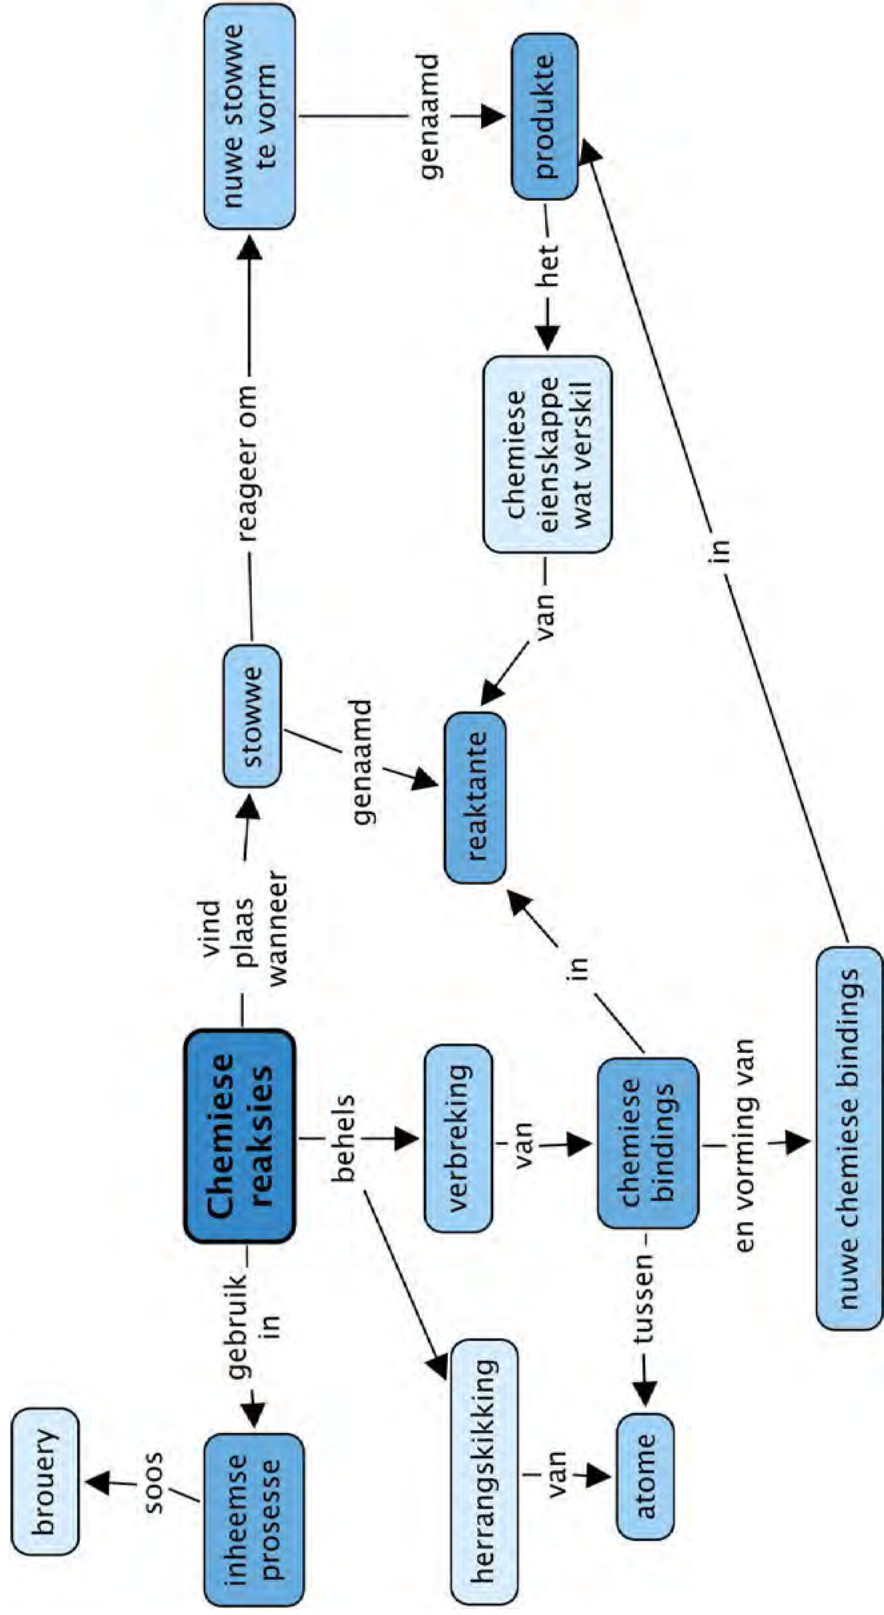 brouery
soos
inheemse
prosesse
gebruik
in
Chemiese
reaksies
vind
plaas
wanneer
stowwe
reageer om
nuwe stowwe
te vorm
genaamd
produkte
het
chemiese
eienskappe
wat verskil
van
reaktante
genaamd
behels
herrangskikking
van
atome
verbreking
van
chemiese
bindings
tussen
in
en vorming van
nuwe chemiese bindings
in